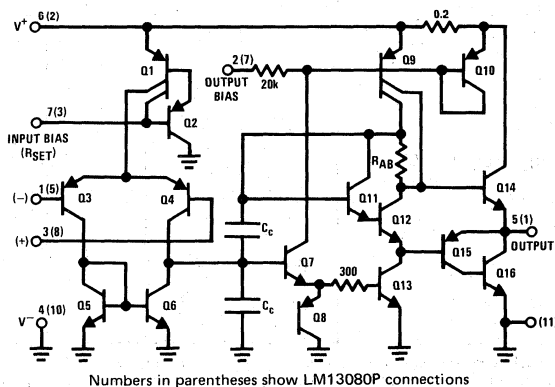 V+ 6 (2)
0.2
Q1
2 (7)
OUTPUT BIAS
20k
Q9
Q10
7(3)
INPUT BIAS
(RSET)
Q2
RAB
(–) 1(5)
Q3
Q4
Q11
Q12
Q14
3 (8)
(+)
CC
5 (1)
OUTPUT
Q7
Q15
Q16
300
Q13
4 (10)
V–
Q5
Q6
CC
Q8
(11
Numbers in parentheses show LM13080P connections